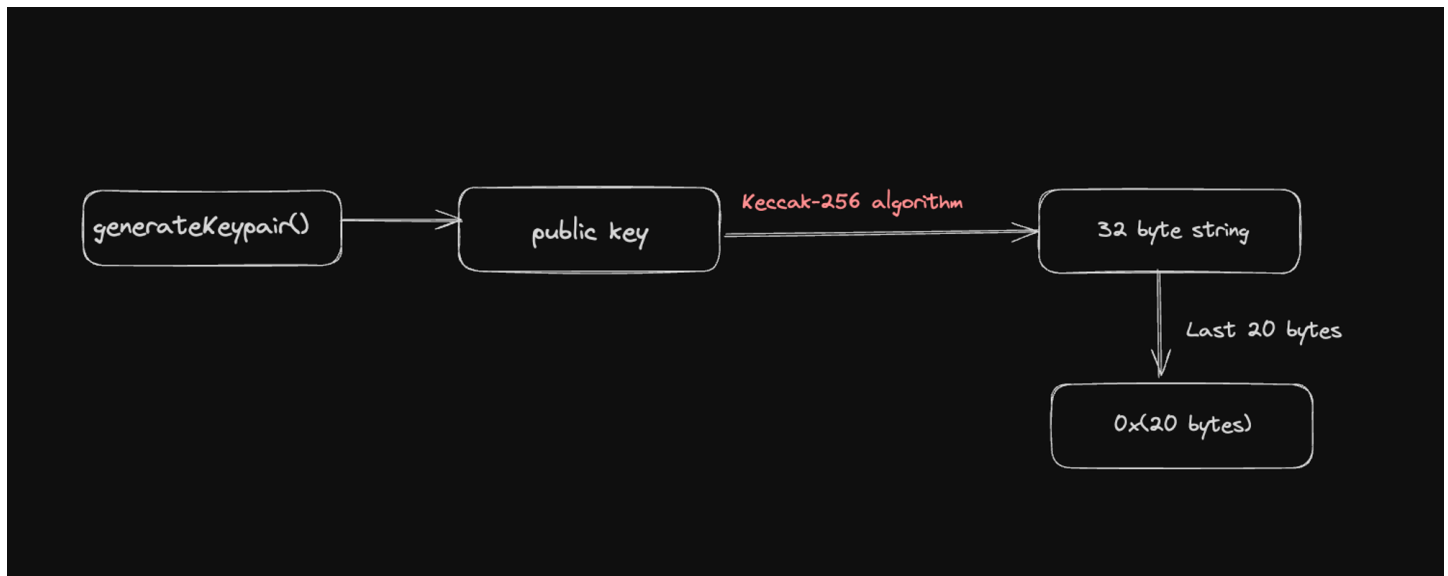 generateKeypair()
public key
Keccak-256 algorithm
32 byte string
Last 20 bytes
0x(20 bytes)